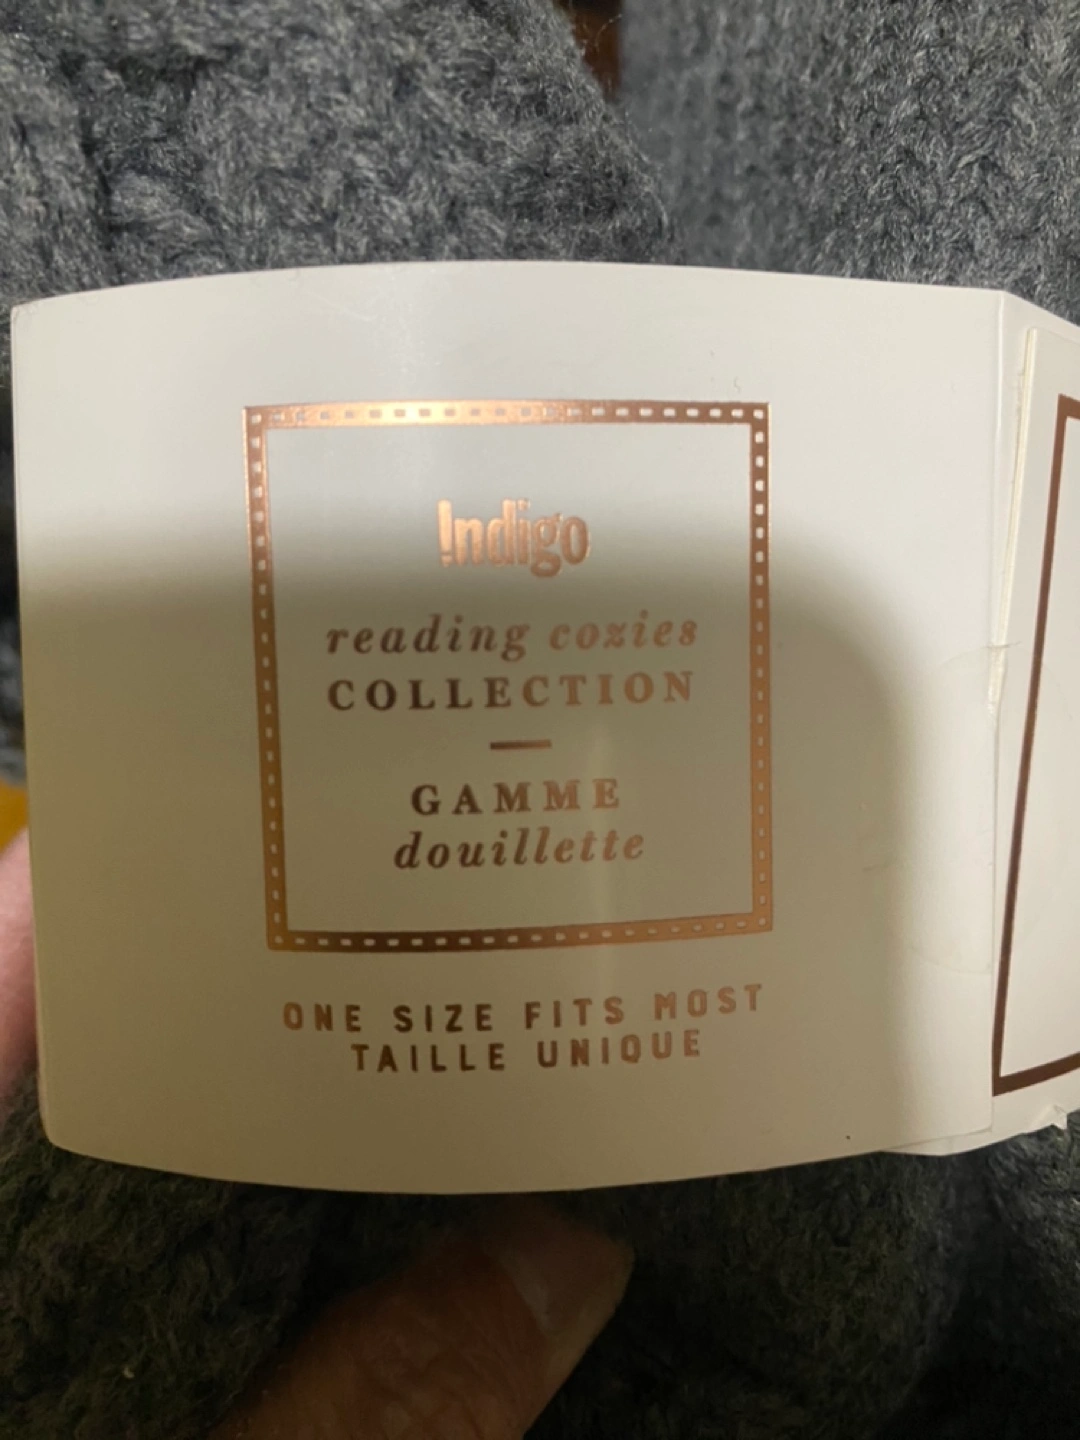 Indigo
reading cozies
COLLECTION
GAMME
douillette
ONE SIZE FITS MOST
TAILLE UNIQUE